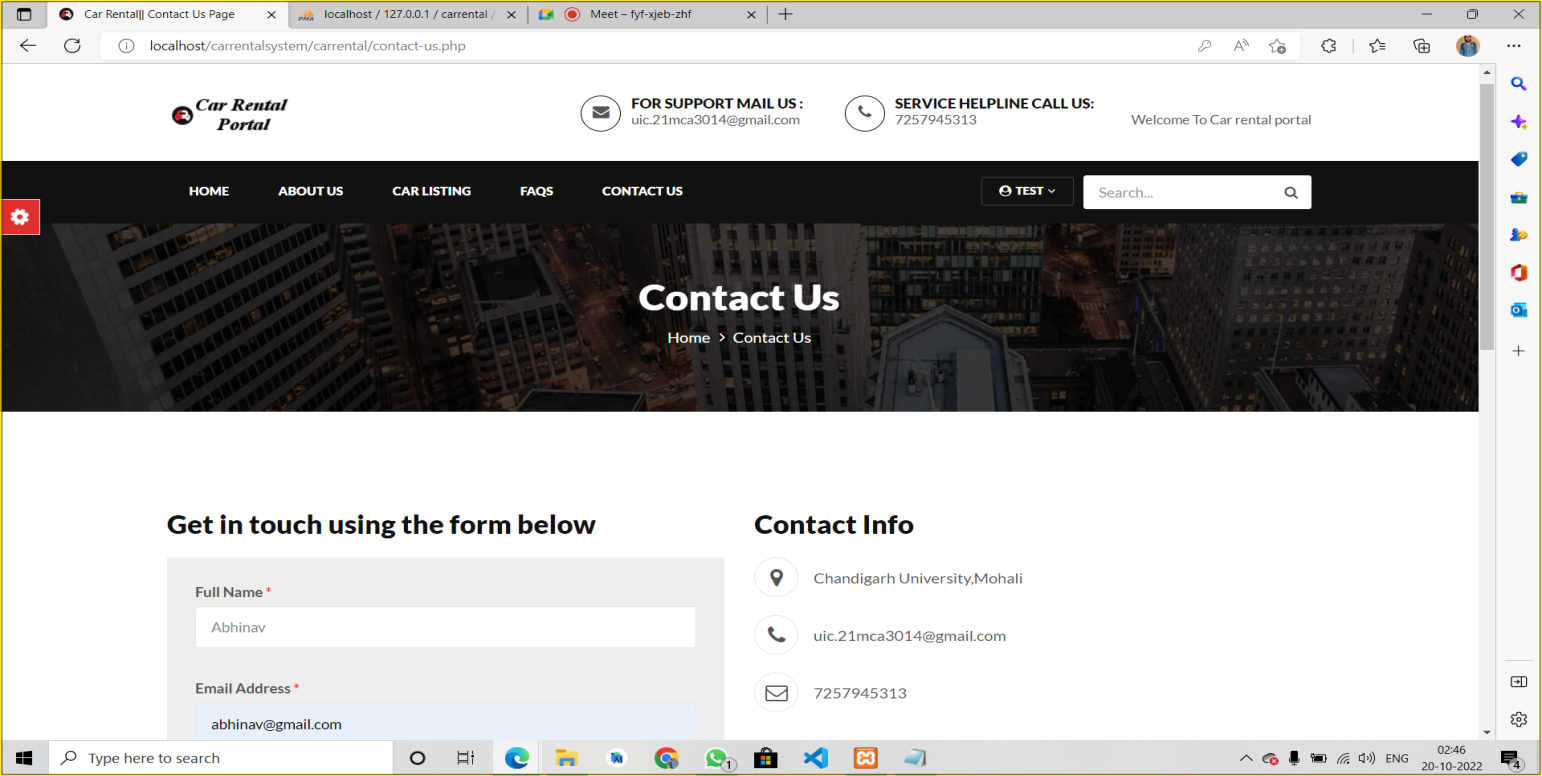 Car Rental|| Contact Us Page
localhost / 127.0.0.1 / carrental /
Meet – fyf-xjeb-zhf
localhost/carrentalsystem/carrental/contact-us.php
Car Rental
Portal
FOR SUPPORT MAIL US :
uic.21mca3014@gmail.com
SERVICE HELPLINE CALL US:
7257945313
Welcome To Car rental portal
HOME ABOUT US CAR LISTING FAQS CONTACT US TEST Search...
Contact Us
Home > Contact Us
Get in touch using the form below
Full Name *
Abhinav
Email Address *
abhinav@gmail.com
Contact Info
Chandigarh University,Mohali
uic.21mca3014@gmail.com
7257945313
Type here to search
1
ENG
02:46
20-10-2022
4